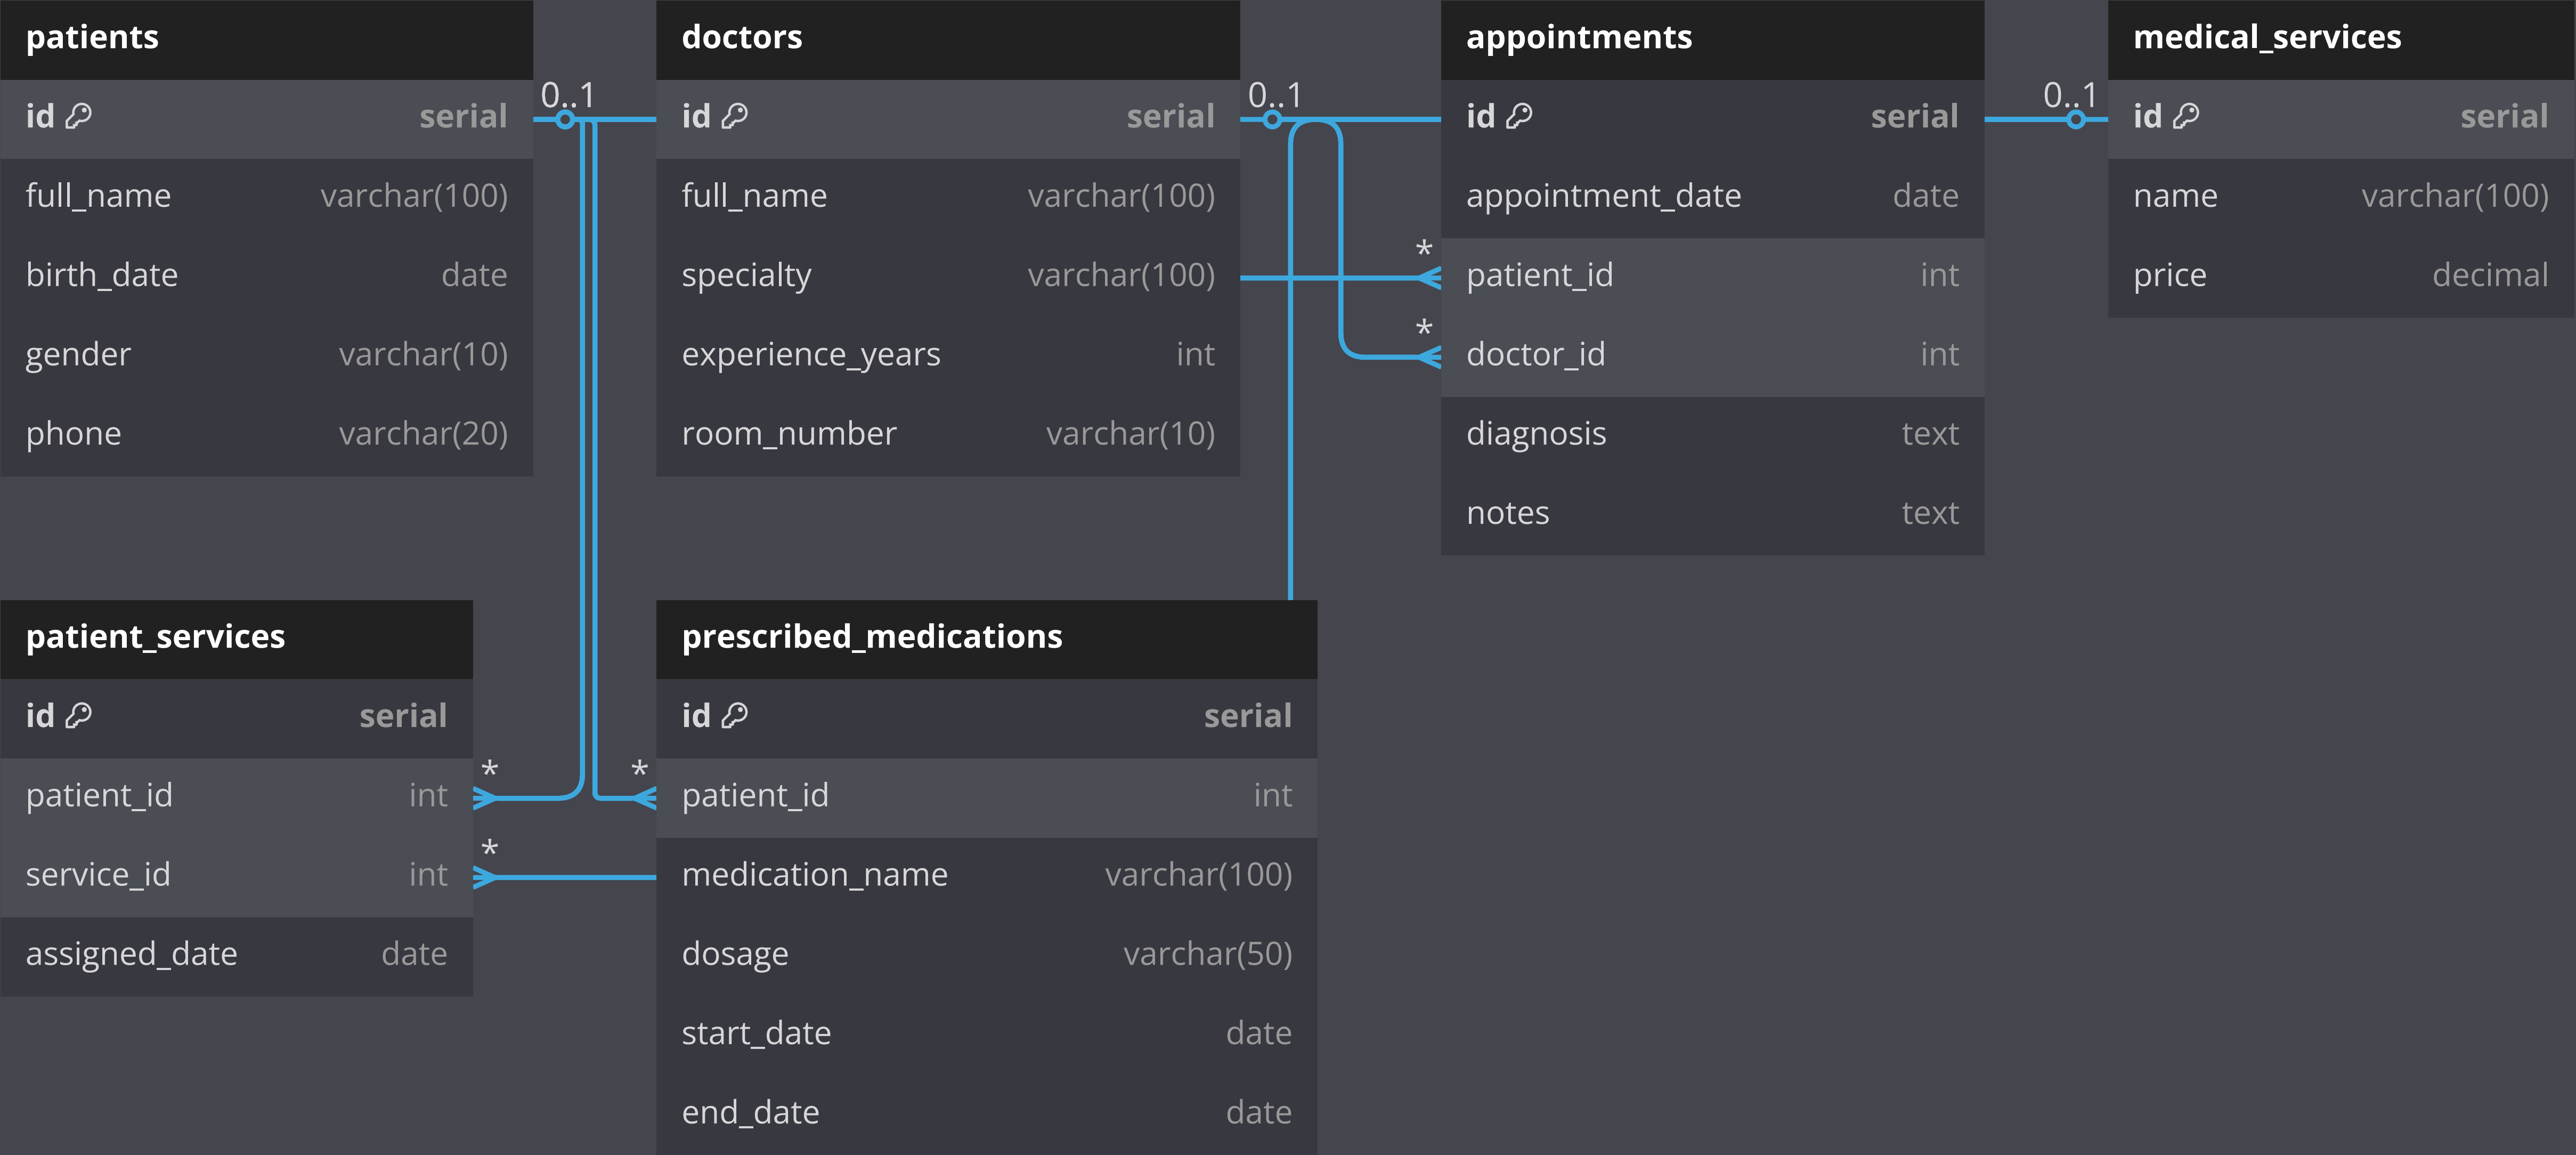 patients
id serial
full_name varchar(100)
birth_date date
gender varchar(10)
phone varchar(20)
0..1
doctors
id serial
full_name varchar(100)
specialty varchar(100)
experience_years int
room_number varchar(10)
0..1
*
*
appointments
id serial
appointment_date date
patient_id int
doctor_id int
diagnosis text
notes text
0..1
medical_services
id serial
name varchar(100)
price decimal
patient_services
id serial
patient_id int
service_id int
assigned_date date
*
*
*
prescribed_medications
id serial
patient_id int
medication_name varchar(100)
dosage varchar(50)
start_date date
end_date date